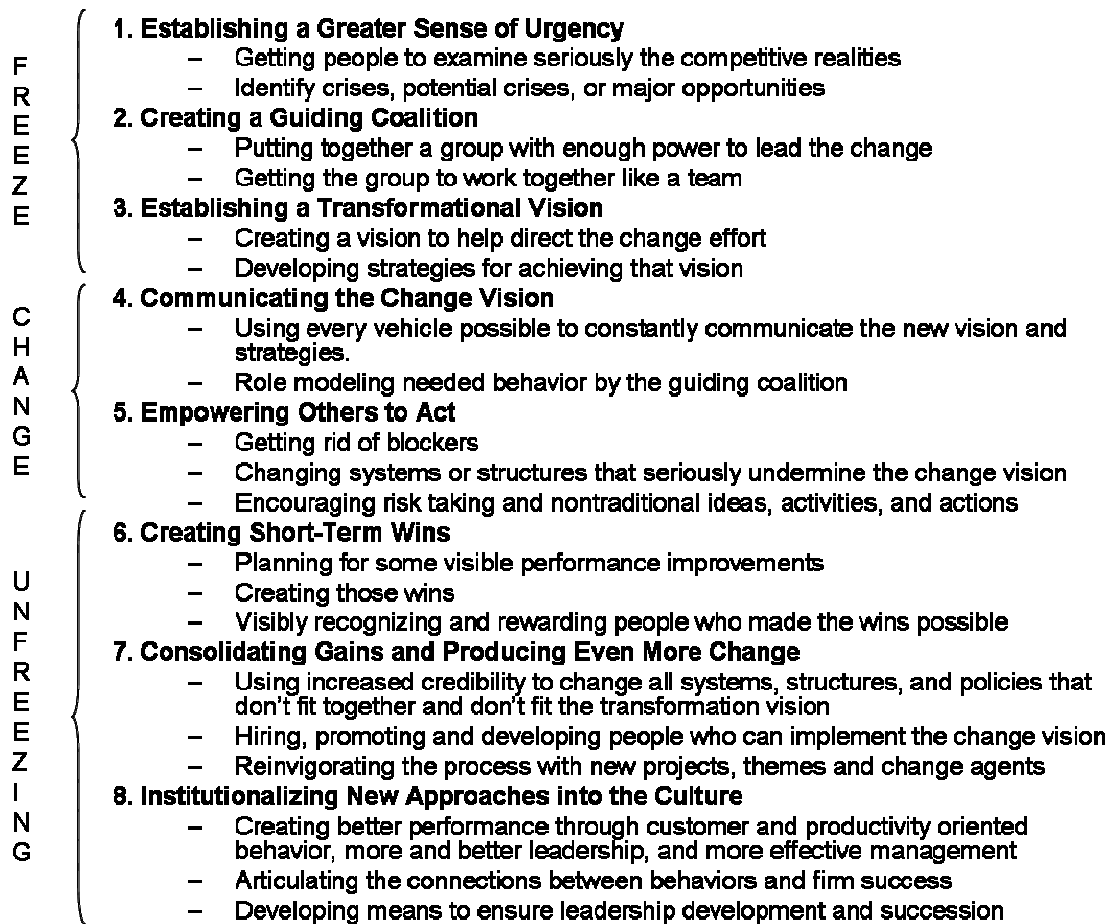 FREEZE
1. Establishing a Greater Sense of Urgency
– Getting people to examine seriously the competitive realities
– Identify crises, potential crises, or major opportunities
2. Creating a Guiding Coalition
– Putting together a group with enough power to lead the change
– Getting the group to work together like a team
3. Establishing a Transformational Vision
– Creating a vision to help direct the change effort
– Developing strategies for achieving that vision
CHANGE
4. Communicating the Change Vision
– Using every vehicle possible to constantly communicate the new vision and
strategies.
– Role modeling needed behavior by the guiding coalition
5. Empowering Others to Act
– Getting rid of blockers
– Changing systems or structures that seriously undermine the change vision
– Encouraging risk taking and nontraditional ideas, activities, and actions
UNFREEZING
6. Creating Short-Term Wins
– Planning for some visible performance improvements
– Creating those wins
– Visibly recognizing and rewarding people who made the wins possible
7. Consolidating Gains and Producing Even More Change
– Using increased credibility to change all systems, structures, and policies that
don't fit together and don't fit the transformation vision
– Hiring, promoting and developing people who can implement the change vision
– Reinvigorating the process with new projects, themes and change agents
8. Institutionalizing New Approaches into the Culture
– Creating better performance through customer and productivity oriented
behavior, more and better leadership, and more effective management
– Articulating the connections between behaviors and firm success
– Developing means to ensure leadership development and succession